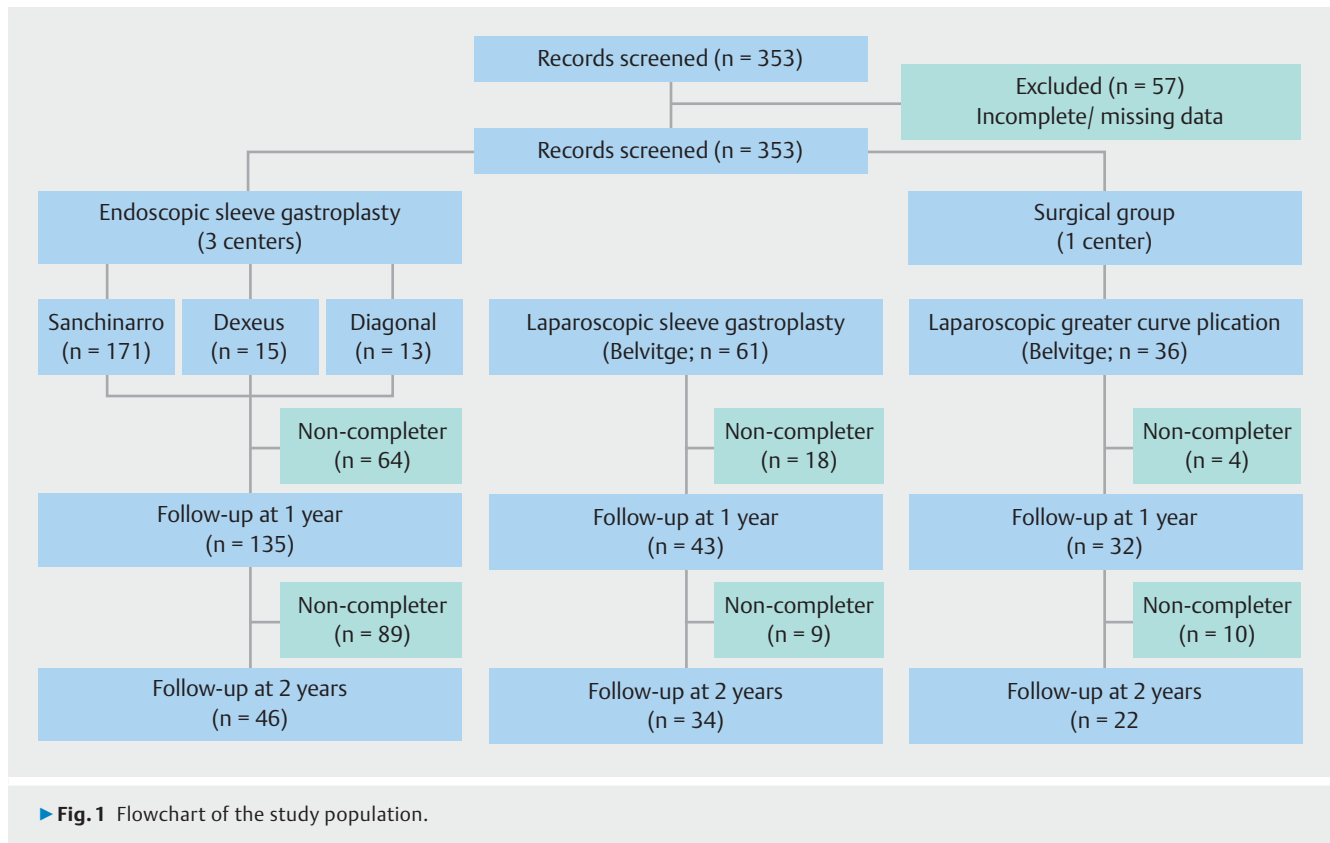 Records screened (n = 353)
Excluded (n = 57)
Incomplete/ missing data
Records screened (n = 353)
Endoscopic sleeve gastroplasty
(3 centers)
Surgical group
(1 center)
Sanchinarro
(n = 171)
Dexeus
(n = 15)
Diagonal
(n = 13)
Laparoscopic sleeve gastroplasty
(Belvitge; n = 61)
Laparoscopic greater curve plication
(Belvitge; n = 36)
Non-completer
(n = 64)
Non-completer
(n = 18)
Non-completer
(n = 4)
Follow-up at 1 year
(n = 135)
Follow-up at 1 year
(n = 43)
Follow-up at 1 year
(n = 32)
Non-completer
(n = 89)
Non-completer
(n = 9)
Non-completer
(n = 10)
Follow-up at 2 years
(n = 46)
Follow-up at 2 years
(n = 34)
Follow-up at 2 years
(n = 22
▶ Fig. 1 Flowchart of the study population.